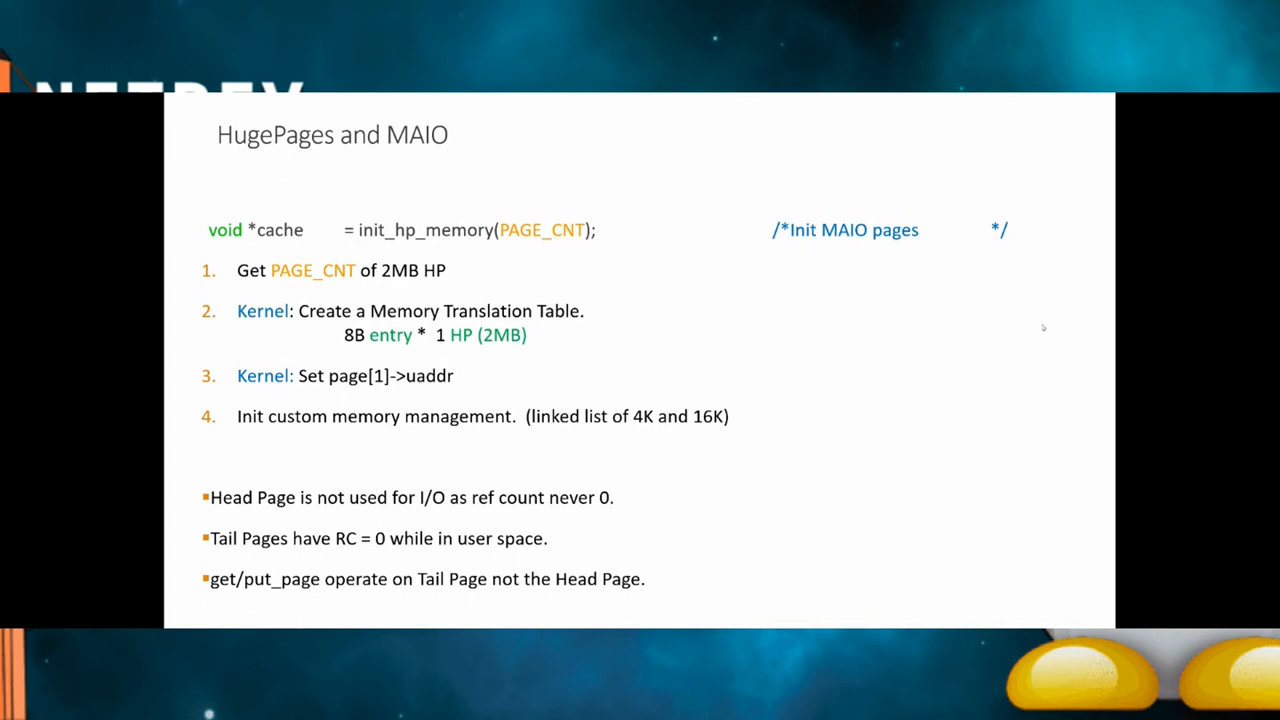 HugePages and MAIO
void *cache = init_hp_memory(PAGE_CNT); /*Init MAIO pages */
1. Get PAGE_CNT of 2MB HP
2. Kernel: Create a Memory Translation Table.
8B entry * 1 HP (2MB)
3. Kernel: Set page[1]->uaddr
4. Init custom memory management. (linked list of 4K and 16K)
▪Head Page is not used for I/O as ref count never 0.
▪Tail Pages have RC = 0 while in user space.
▪get/put_page operate on Tail Page not the Head Page.